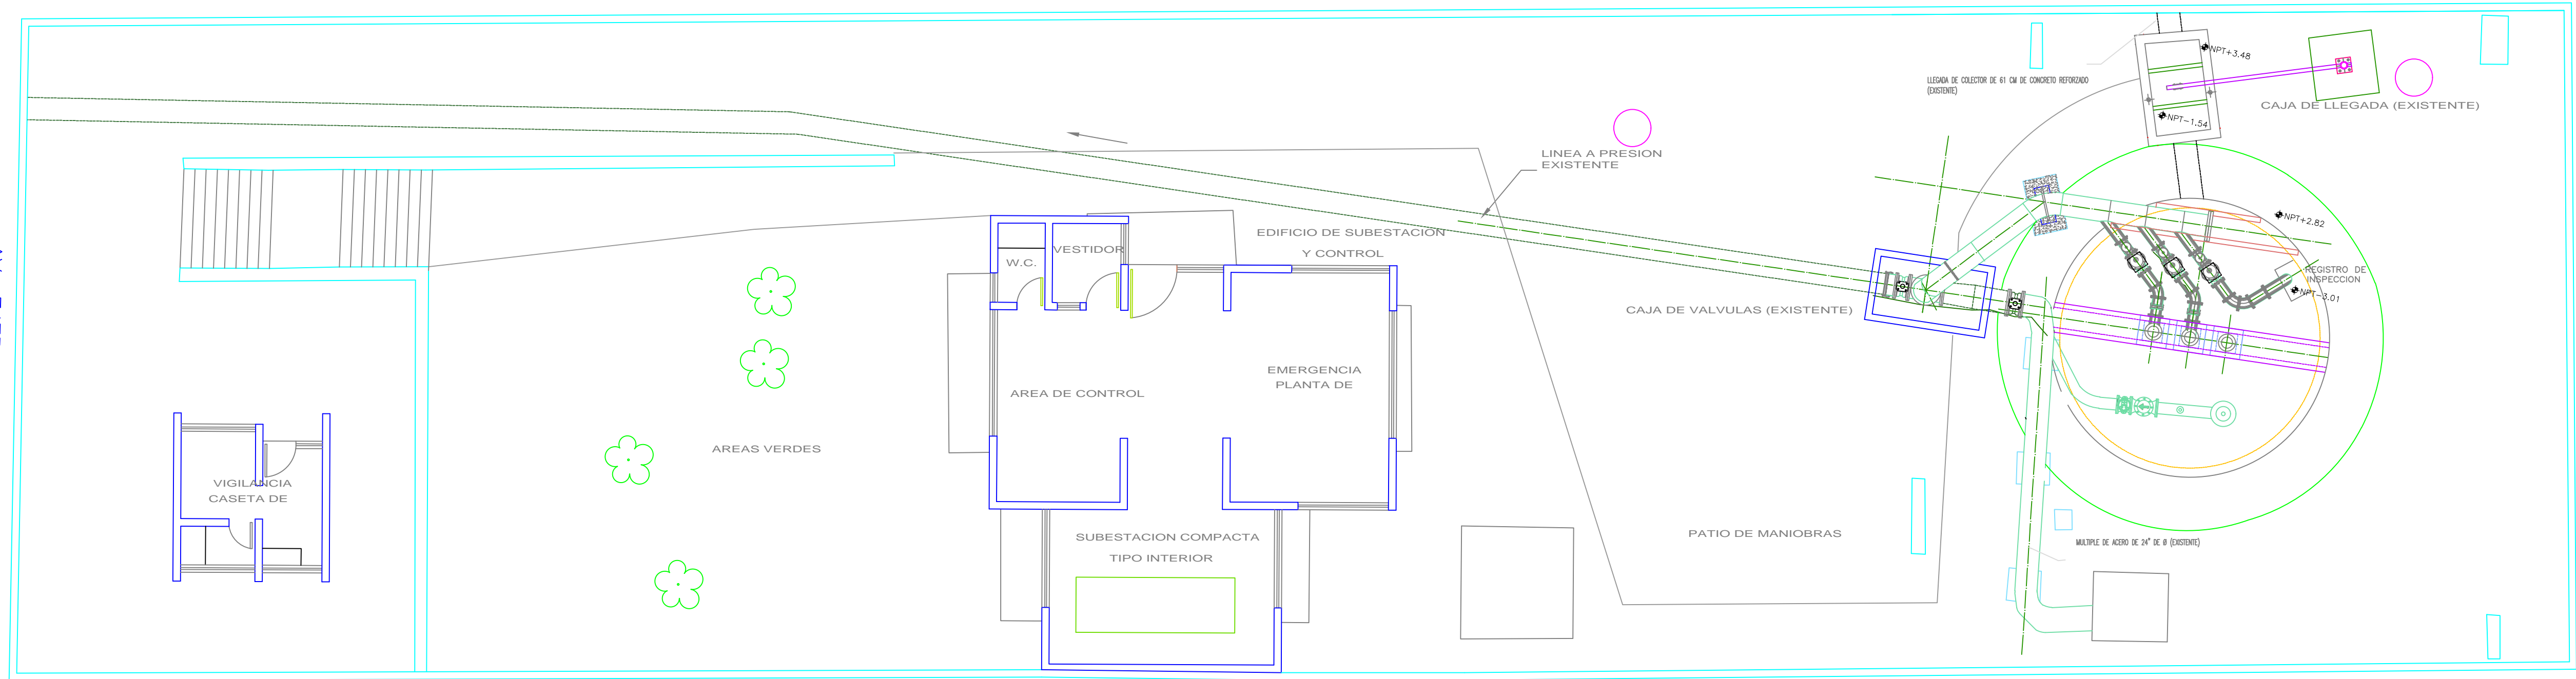 LLEGADA DE COLECTOR DE 61 CM DE CONCRETO REFORZADO
(EXISTENTE)
NPT+3.48
CAJA DE LLEGADA (EXISTENTE)
NPT-1.54
LINEA A PRESION
EXISTENTE
NPT+2.82
EDIFICIO DE SUBESTACION
Y CONTROL
VESTIDOR
W.C.
REGISTRO DE
INSPECCION
NPT-3.01
CAJA DE VALVULAS (EXISTENTE)
EMERGENCIA
PLANTA DE
AREA DE CONTROL
AREAS VERDES
VIGILANCIA
CASETA DE
SUBESTACION COMPACTA
TIPO INTERIOR
PATIO DE MANIOBRAS
MULTIPLE DE ACERO DE 24" DE Ø (EXISTENTE)